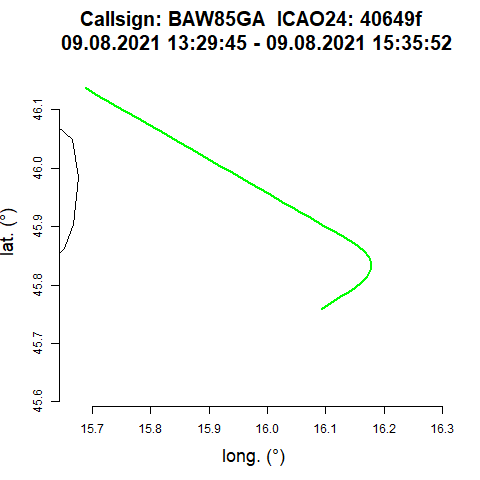 Callsign: BAW85GA  ICAO24: 40649f
09.08.2021 13:29:45 - 09.08.2021 15:35:52
46.1
46.0
45.9
45.8
45.7
45.6
lat. (°)
15.7 15.8 15.9 16.0 16.1 16.2 16.3
long. (°)